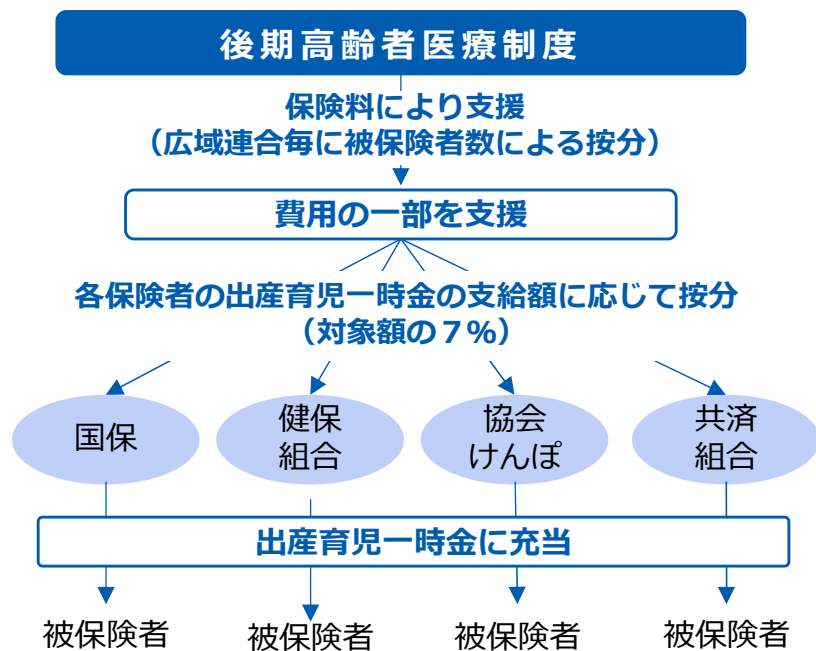 後期高齢者医療制度
保険料により支援
（広域連合毎に被保険者数による按分）
費用の一部を支援
各保険者の出産育児一時金の支給額に応じて按分
（対象額の７％）
国保
健保
組合
協会
けんぽ
共済
組合
出産育児一時金に充当
被保険者
被保険者
被保険者
被保険者